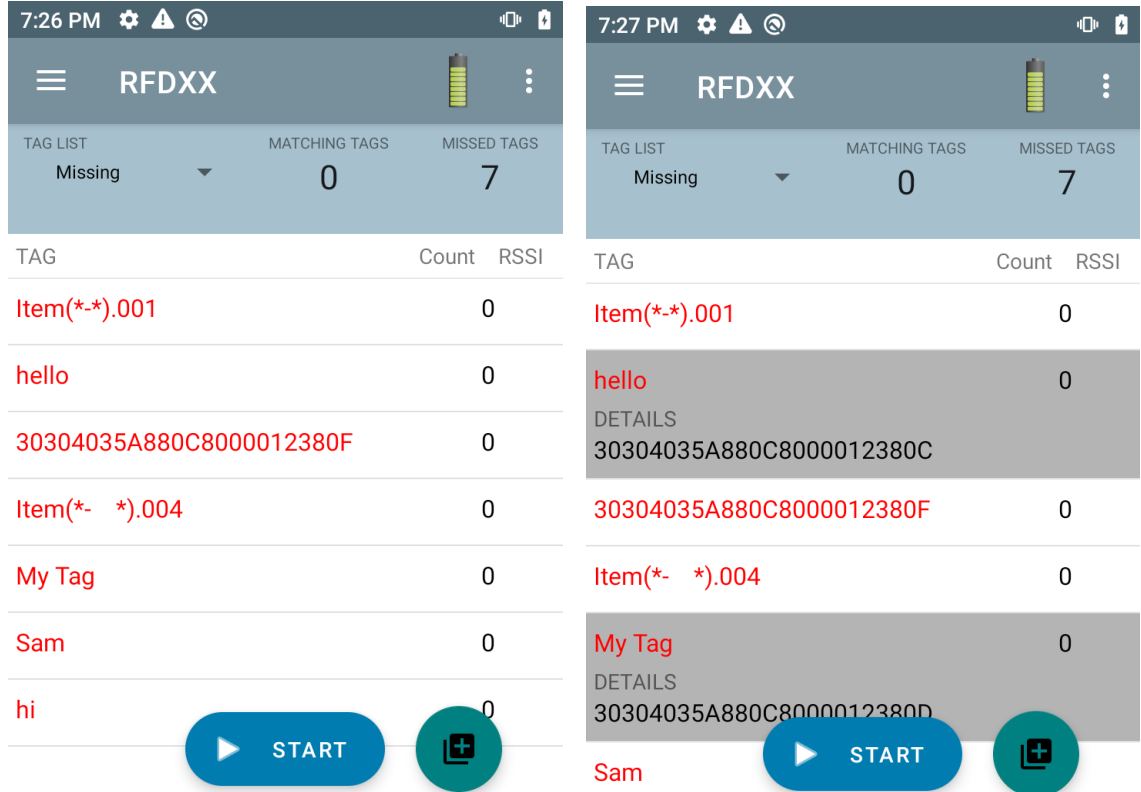 7:26 PM
RFDXX
TAG LIST MATCHING TAGS MISSED TAGS
Missing 0 7
TAG Count RSSI
Item(*-*).001 0
hello 0
30304035A880C8000012380F 0
Item(*-   *).004 0
My Tag 0
Sam 0
hi 0
START
7:27 PM
RFDXX
TAG LIST MATCHING TAGS MISSED TAGS
Missing 0 7
TAG Count RSSI
Item(*-*).001 0
hello 0
DETAILS
30304035A880C8000012380C
30304035A880C8000012380F 0
Item(*-   *).004 0
My Tag 0
DETAILS
30304035A880C8000012380D
Sam
START